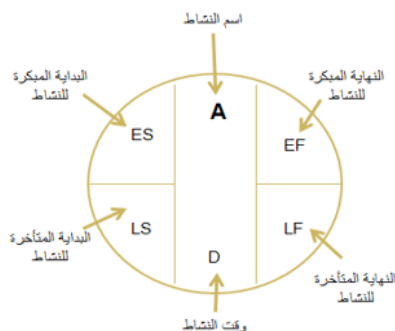 اسم النشاط
البداية المبكرة
للنشاط
النهاية المبكرة
للنشاط
A
ES
EF
LS
LF
D
البداية المتأخرة
للنشاط
النهاية المتأخرة
للنشاط
وقت النشاط